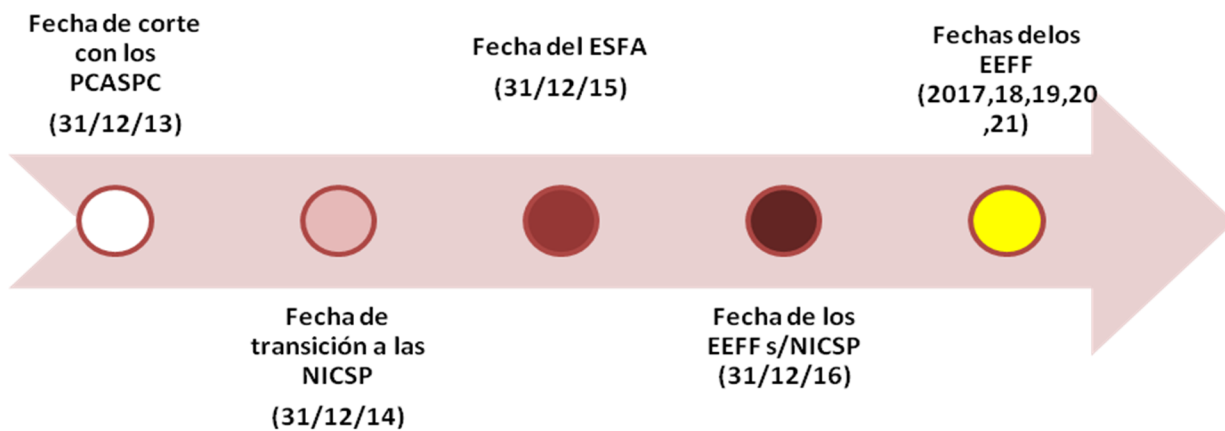 Fecha de corte
con los
PCASPC
(31/12/13)
Fecha de
transición a las
NICSP
(31/12/14)
Fecha del ESFA
(31/12/15)
Fecha de los
EEFF s/NICSP
(31/12/16)
Fechas delos
EEFF
(2017,18,19,20
,21)